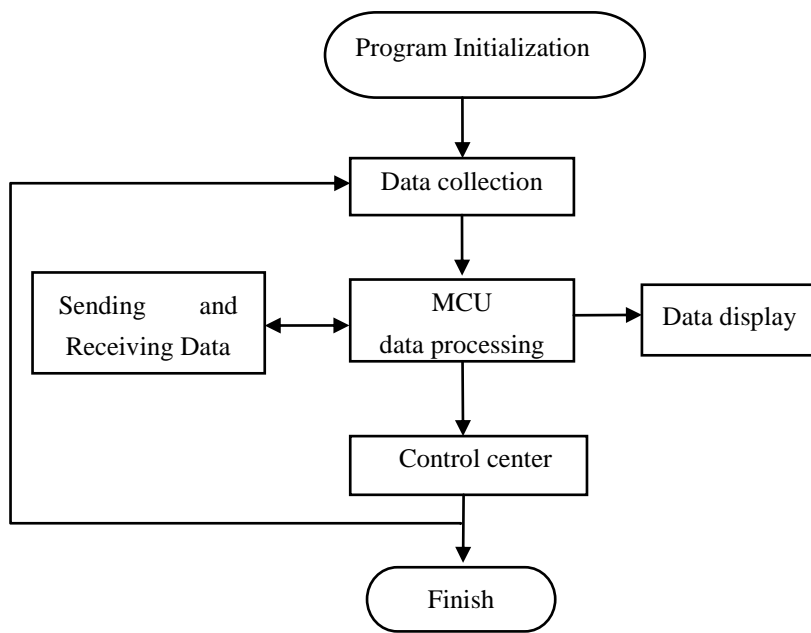 Program Initialization
Data collection
Sending and
Receiving Data
MCU
data processing
Data display
Control center
Finish